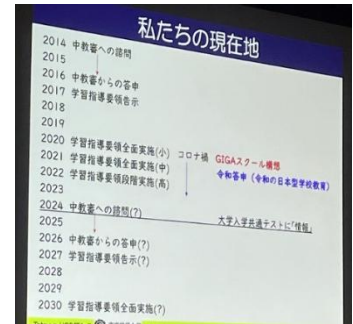 私たちの現在地
2014 中教審への諮問
2015
2016 中教審からの答申
2017 学習指導要領告示
2018
2019
2020 学習指導要領全面実施(小) コロナ禍 GIGAスクール構想
2021 学習指導要領全面実施(中) 令和答申(令和の日本型学校教育)
2022 学習指導要領段階実施(高)
2023
2024 中教審への諮問(?) 大学入学共通テストに「情報」
2025
2026 中教審からの答申(?)
2027 学習指導要領告示(?)
2028
2029
2030 学習指導要領全面実施(?)